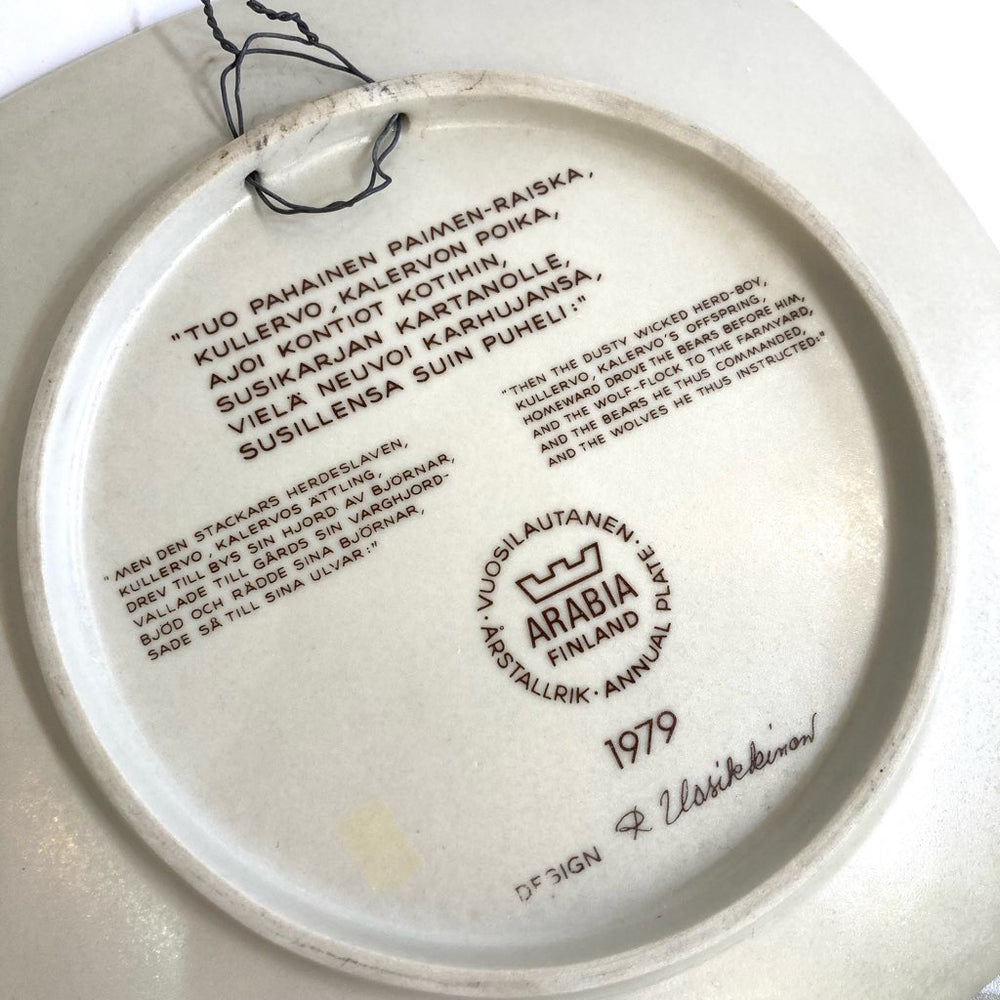 "TUO PAHAINEN PAIMEN-RAISKA,
KULLERVO, KALERVON POIKA,
AJOI KONTIOT KOTIHIN,
SUSIKARJAN KARTANOLLE,
VIELÄ NEUVOI KARHUJANSA,
SUSILLENSA SUIN PUHELI:"
"THEN THE DUSTY WICKED HERD-BOY,
KULLERVO, KALERVO'S OFFSPRING,
HOMEWARD DROVE THE BEARS BEFORE HIM,
AND THE WOLF-FLOCK TO THE FARMYARD,
AND THE BEARS HE THUS COMMANDED,
AND THE WOLVES HE THUS INSTRUCTED:"
"MEN DEN STACKARS HERDESLAVEN,
KULLERVO, KALERVOS ÄTTLING,
DREV TILL BYS SIN HJORD AV BJÖRNAR,
VALLADE TILL GÅRDS SIN VARGHJORD-
BJÖD OCH RÄDDE SINA BJÖRNAR,
SADE SÅ TILL SINA ULVAR:"
VUOSILAUTANEN · ANNUAL PLATE · ÅRSTALLRIK ·
ARABIA
FINLAND
1979
DESIGN R Uosikkinen